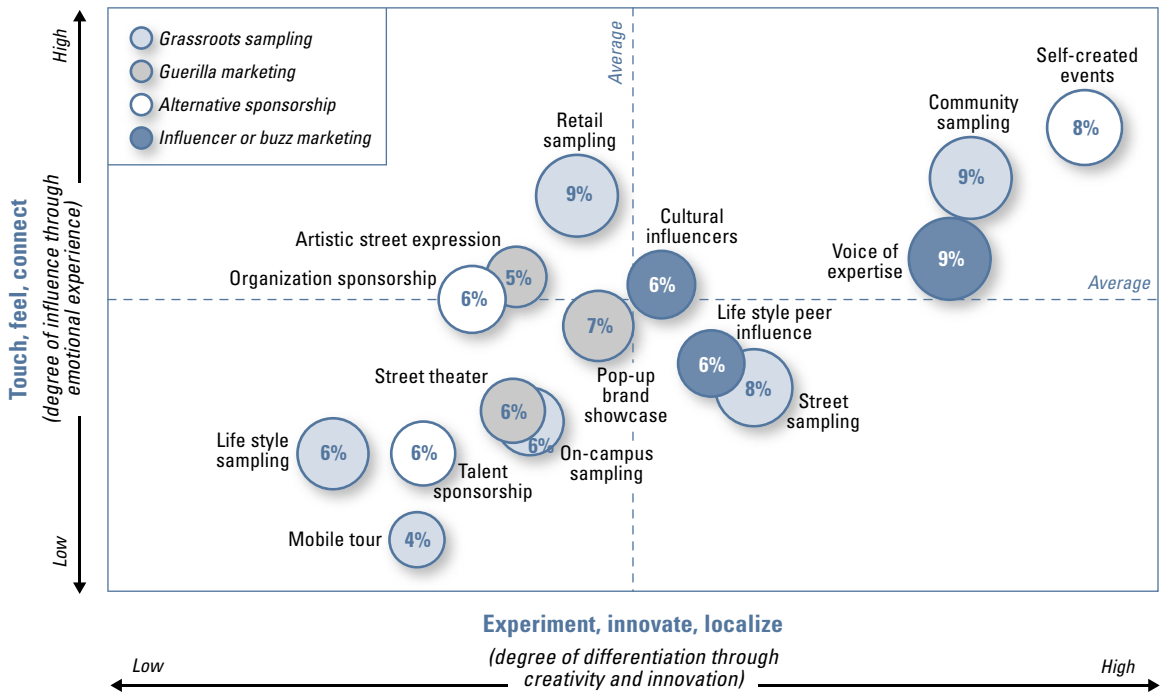 High
Touch, feel, connect
(degree of influence through
emotional experience)
Low
Grassroots sampling
Guerilla marketing
Alternative sponsorship
Influencer or buzz marketing
Average
Self-created
events
8%
Community
sampling
9%
Retail
sampling
9%
Cultural
influencers
6%
Voice of
expertise
9%
Artistic street expression
5%
Organization sponsorship
6%
Average
7%
Pop-up
brand
showcase
Life style peer
influence
6%
8%
Street
sampling
Street theater
6%
6%
On-campus
sampling
Life style
sampling
6%
6%
Talent
sponsorship
Mobile tour
4%
Experiment, innovate, localize
(degree of differentiation through
creativity and innovation)
Low
High